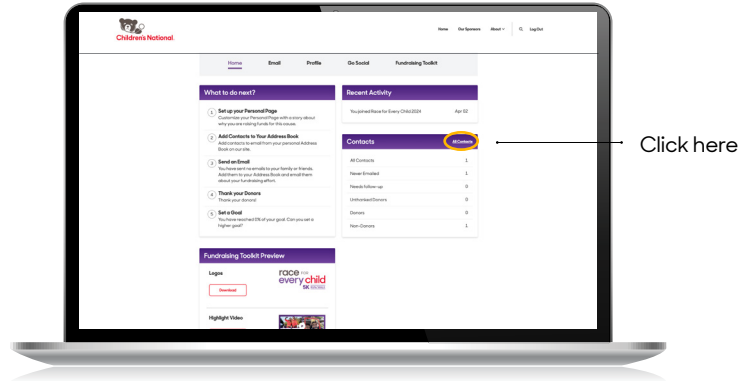 Children's National.
Home Our Sponsors About Log Out
Home Email Profile Go Social Fundraising Toolkit
What to do next?
1 Set up your Personal Page
Customize your Personal Page with a story about
why you are raising funds for this cause.
2 Add Contacts to Your Address Book
Add contacts to email from your personal Address
Book on our site.
3 Send an Email
You have sent no emails to your family or friends.
Add them to your Address Book and email them
about your fundraising effort.
4 Thank your Donors
Thank your donors!
5 Set a Goal
You have reached 0% of your goal. Can you set a
higher goal?
Recent Activity
You joined Race for Every Child 2024 Apr 02
Contacts All Contacts
All Contacts 1
Never Emailed 1
Needs follow-up 0
Unthanked Donors 0
Donors 0
Non-Donors 1
Click here
Fundraising Toolkit Preview
Logos
Download
race FOR
every child
5K
Highlight Video